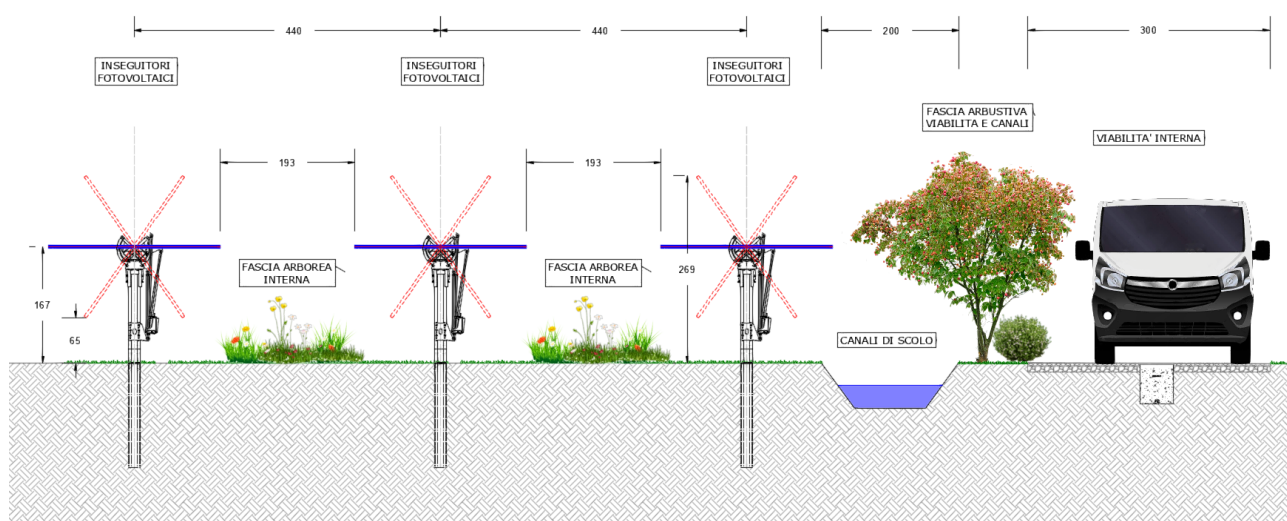 440
440
200
300
INSEGUITORI
FOTOVOLTAICI
INSEGUITORI
FOTOVOLTAICI
INSEGUITORI
FOTOVOLTAICI
FASCIA ARBUSTIVA
VIABILITA E CANALI
VIABILITA' INTERNA
193
193
FASCIA ARBOREA
INTERNA
FASCIA ARBOREA
INTERNA
269
167
65
CANALI DI SCOLO